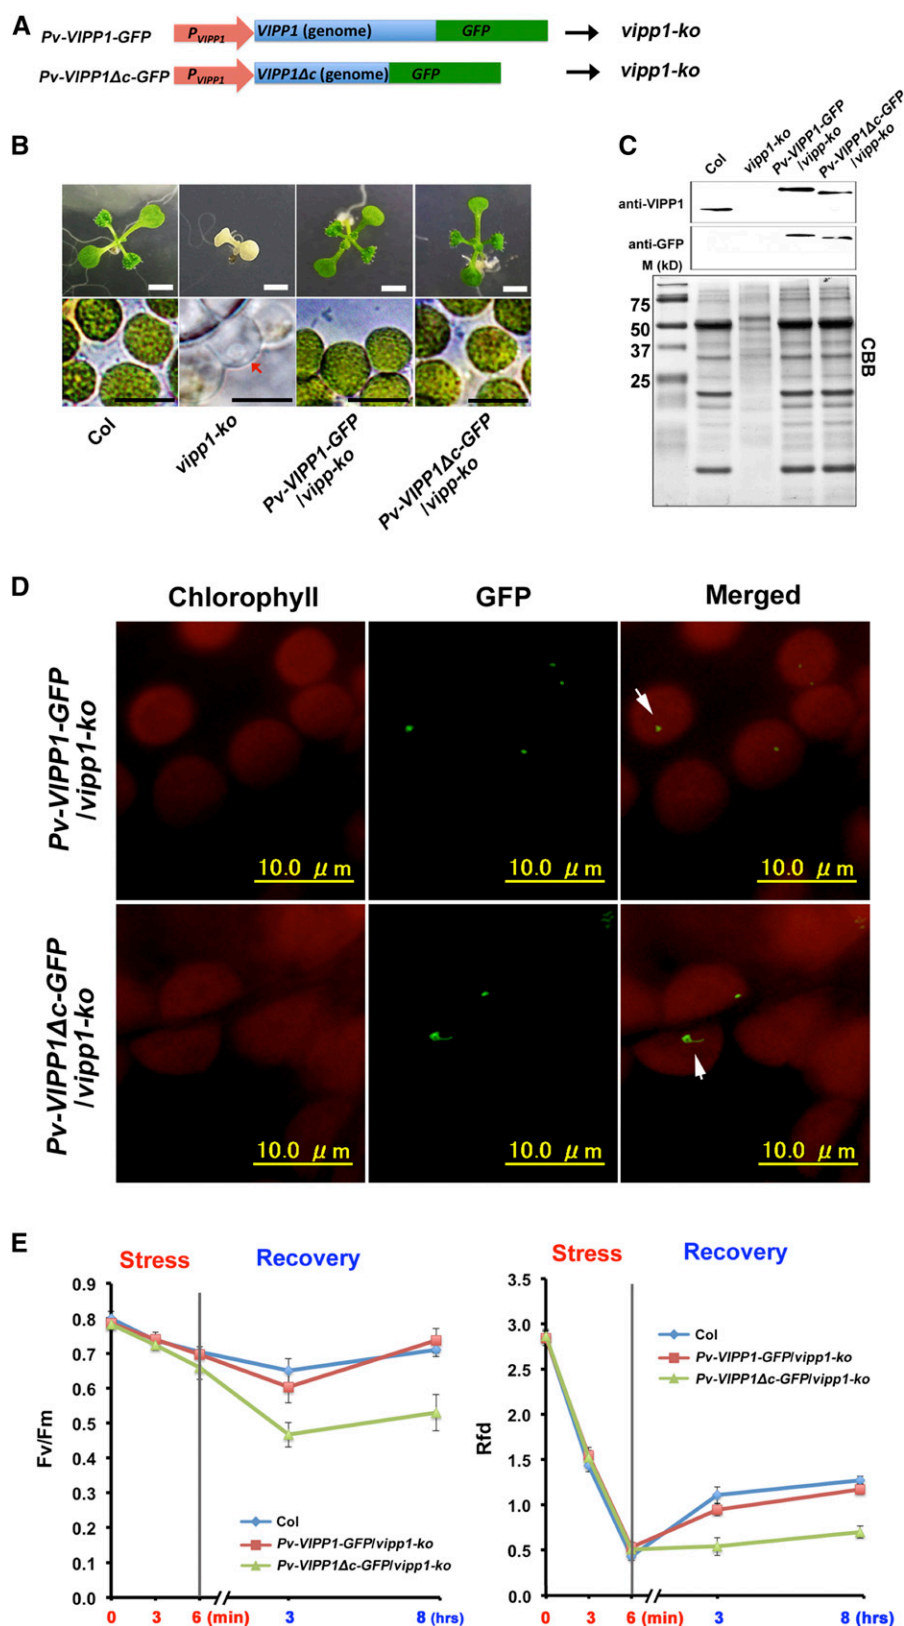 A
Pv-VIPP1-GFP P_VIPP1 VIPP1 (genome) GFP vipp1-ko
Pv-VIPP1Δc-GFP P_VIPP1 VIPP1Δc (genome) GFP vipp1-ko
B
Col
vipp1-ko
Pv-VIPP1-GFP
/vipp-ko
Pv-VIPP1Δc-GFP
/vipp-ko
C
Col
vipp1-ko
Pv-VIPP1-GFP
/vipp-ko
Pv-VIPP1Δc-GFP
/vipp-ko
anti-VIPP1
anti-GFP
M (kD)
75
50
37
25
CBB
D
Chlorophyll GFP Merged
Pv-VIPP1-GFP
/vipp1-ko
10.0 μm 10.0 μm 10.0 μm
Pv-VIPP1Δc-GFP
/vipp1-ko
10.0 μm 10.0 μm 10.0 μm
E
Stress Recovery
Fv/Fm
0.9
0.8
0.7
0.6
0.5
0.4
0.3
0.2
0.1
0.0
Col
Pv-VIPP1-GFP/vipp1-ko
Pv-VIPP1Δc-GFP/vipp1-ko
0 3 6 (min) 3 8 (hrs)
Stress Recovery
Rfd
3.5
3.0
2.5
2.0
1.5
1.0
0.5
0.0
Col
Pv-VIPP1-GFP/vipp1-ko
Pv-VIPP1Δc-GFP/vipp1-ko
0 3 6 (min) 3 8 (hrs)